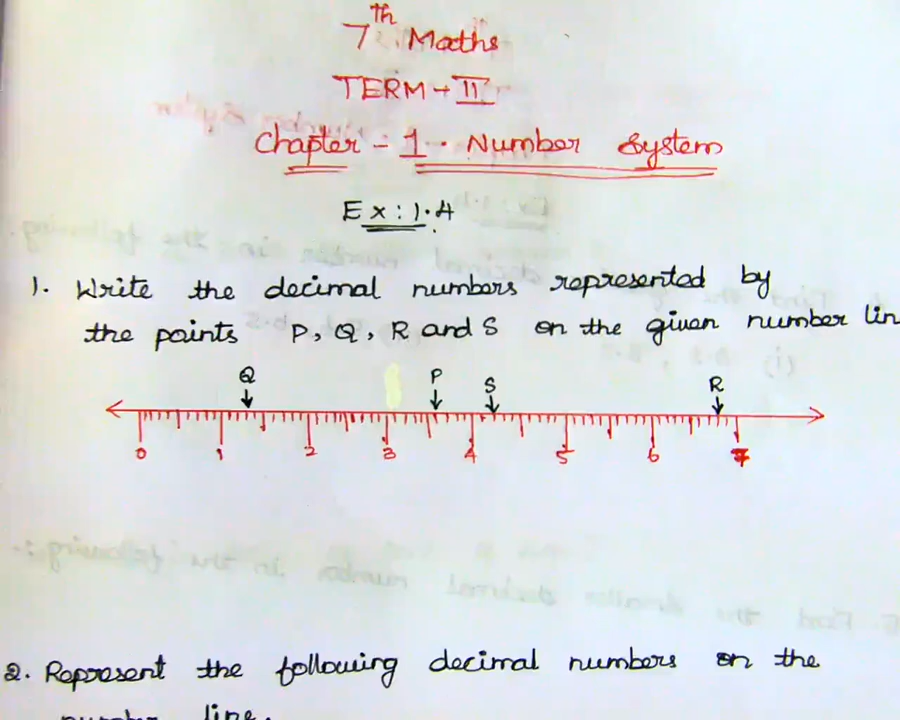 7th Maths
TERM - II
Chapter - 1. Number System
Ex: 1.4
1. Write the decimal numbers represented by
the points P, Q, R and S on the given number lin
Q P S R
0 1 2 3 4 5 6 7
2. Represent the following decimal numbers on the
number line.